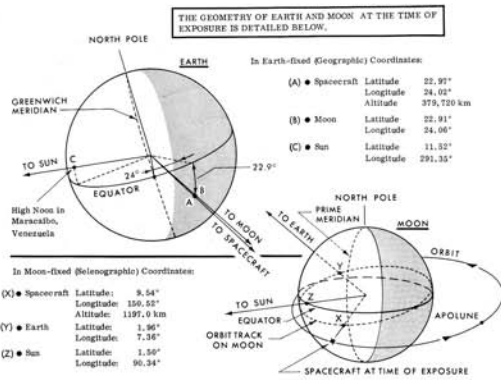 THE GEOMETRY OF EARTH AND MOON AT THE TIME OF
EXPOSURE IS DETAILED BELOW.
NORTH POLE
EARTH
GREENWICH
MERIDIAN
TO SUN
C
24°
EQUATOR
B
A
22.9°
High Noon in
Maracaibo,
Venezuela
TO MOON
TO SPACECRAFT
In Earth-fixed (Geographic) Coordinates:
(A) ● Spacecraft Latitude 22.97°
Longitude 24.02°
Altitude 379,720 km
(B) ● Moon Latitude 22.91°
Longitude 24.06°
(C) ● Sun Latitude 11.52°
Longitude 291.35°
In Moon-fixed (Selenographic) Coordinates:
(X) ● Spacecraft Latitude: 9.54°
Longitude: 150.52°
Altitude: 1197.0 km
(Y) ● Earth Latitude: 1.96°
Longitude: 7.36°
(Z) ● Sun Latitude: 1.50°
Longitude: 90.34°
NORTH POLE
PRIME
MERIDIAN
MOON
TO EARTH
ORBIT
Y
Z
X
TO SUN
EQUATOR
ORBIT TRACK
ON MOON
APOLUNE
SPACECRAFT AT TIME OF EXPOSURE